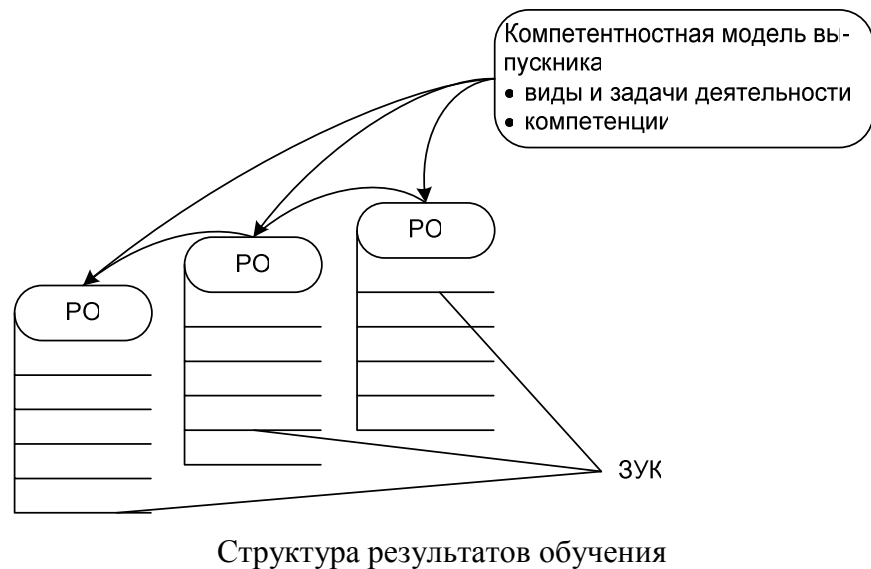 Компетентностная модель вы-
пускника
• виды и задачи деятельности
• компетенции
РО
РО
РО
ЗУК
Структура результатов обучения